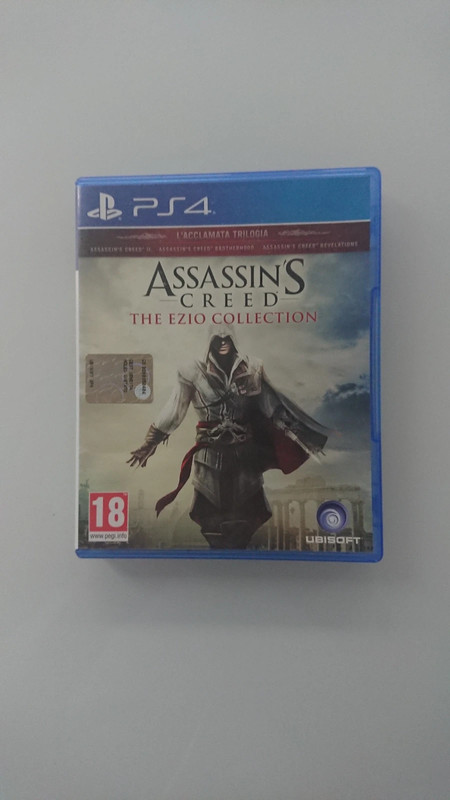 PS4
L'ACCLAMATA TRILOGIA
ASSASSIN'S CREED® II ASSASSIN'S CREED® BROTHERHOOD ASSASSIN'S CREED® REVELATIONS
ASSASSIN'S
CREED
THE EZIO COLLECTION
18
www.pegi.info
UBISOFT